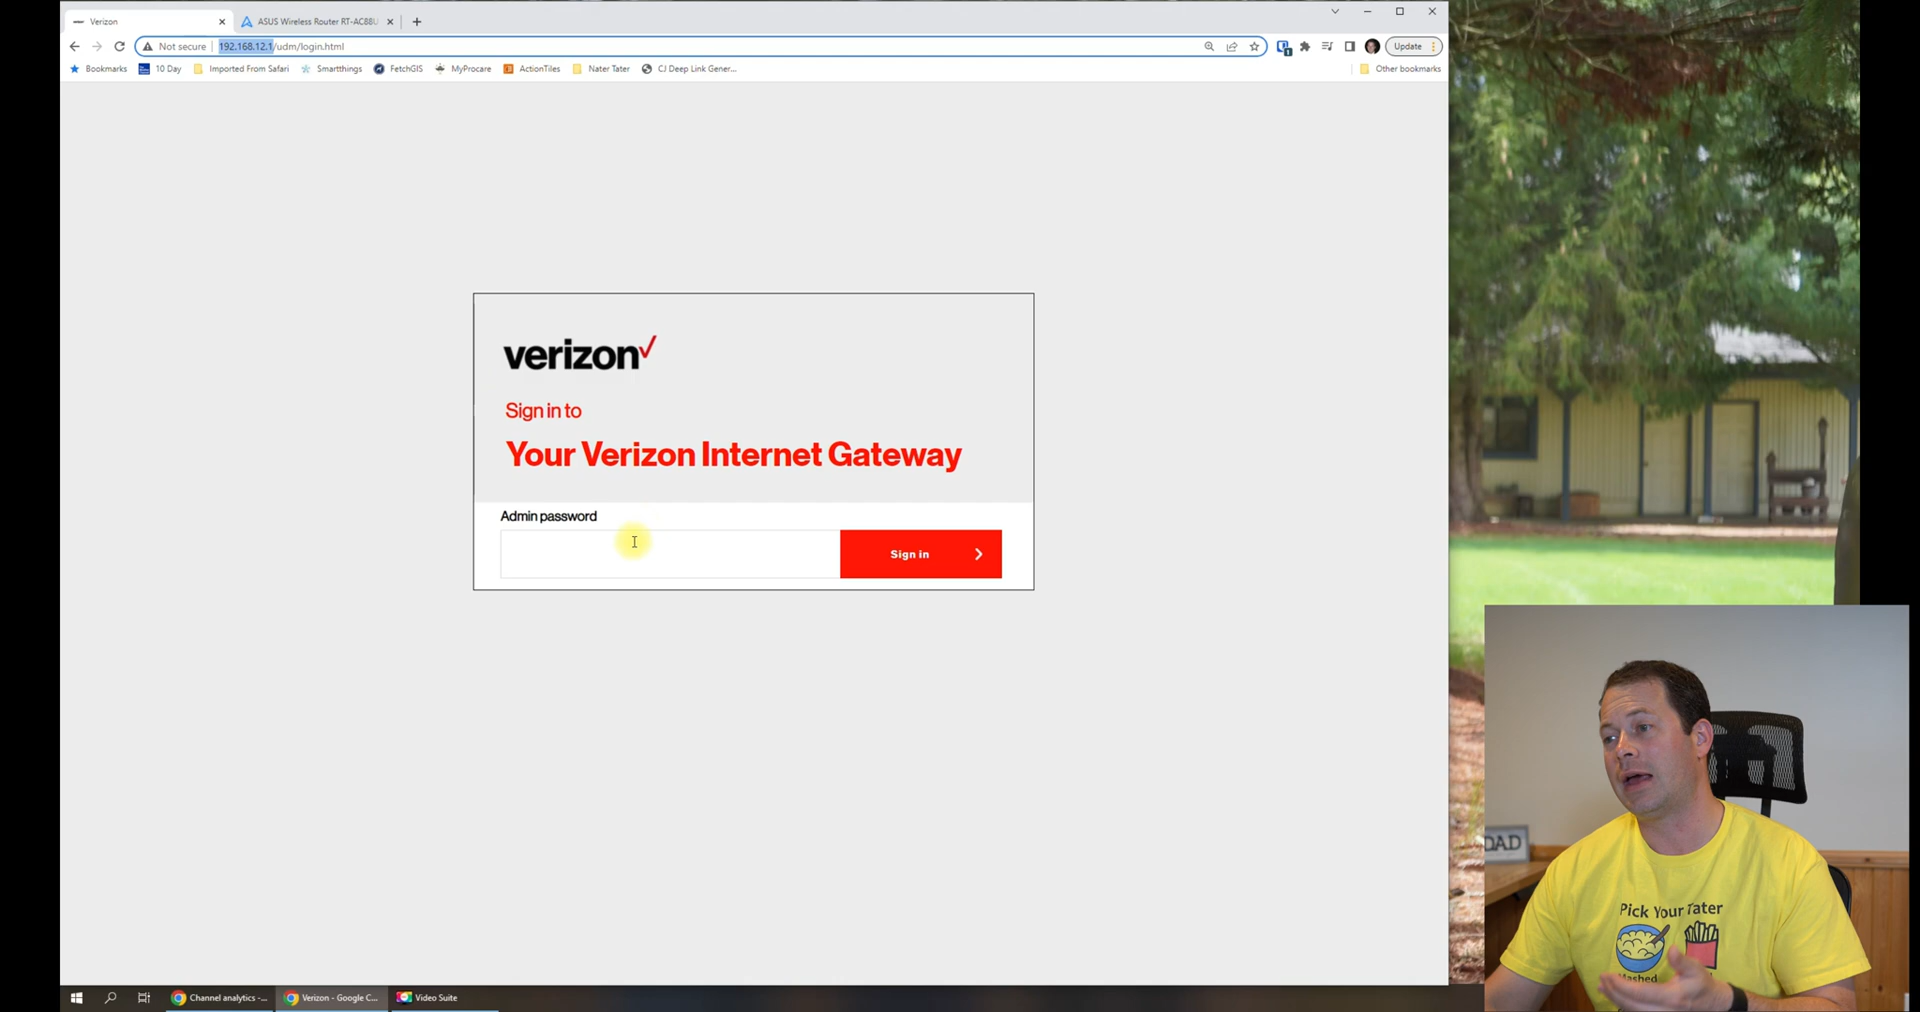 Verizon
ASUS Wireless Router RT-AC88U
Not secure
192.168.12.1/udm/login.html
Update
Bookmarks
10 Day
Imported From Safari
Smartthings
FetchGIS
MyProcare
ActionTiles
Nater Tater
CJ Deep Link Gener...
Other bookmarks
verizon
Sign in to
Your Verizon Internet Gateway
Admin password
Sign in
DAD
Pick Your Tater
Mashed
Channel analytics -...
Verizon - Google C...
Video Suite